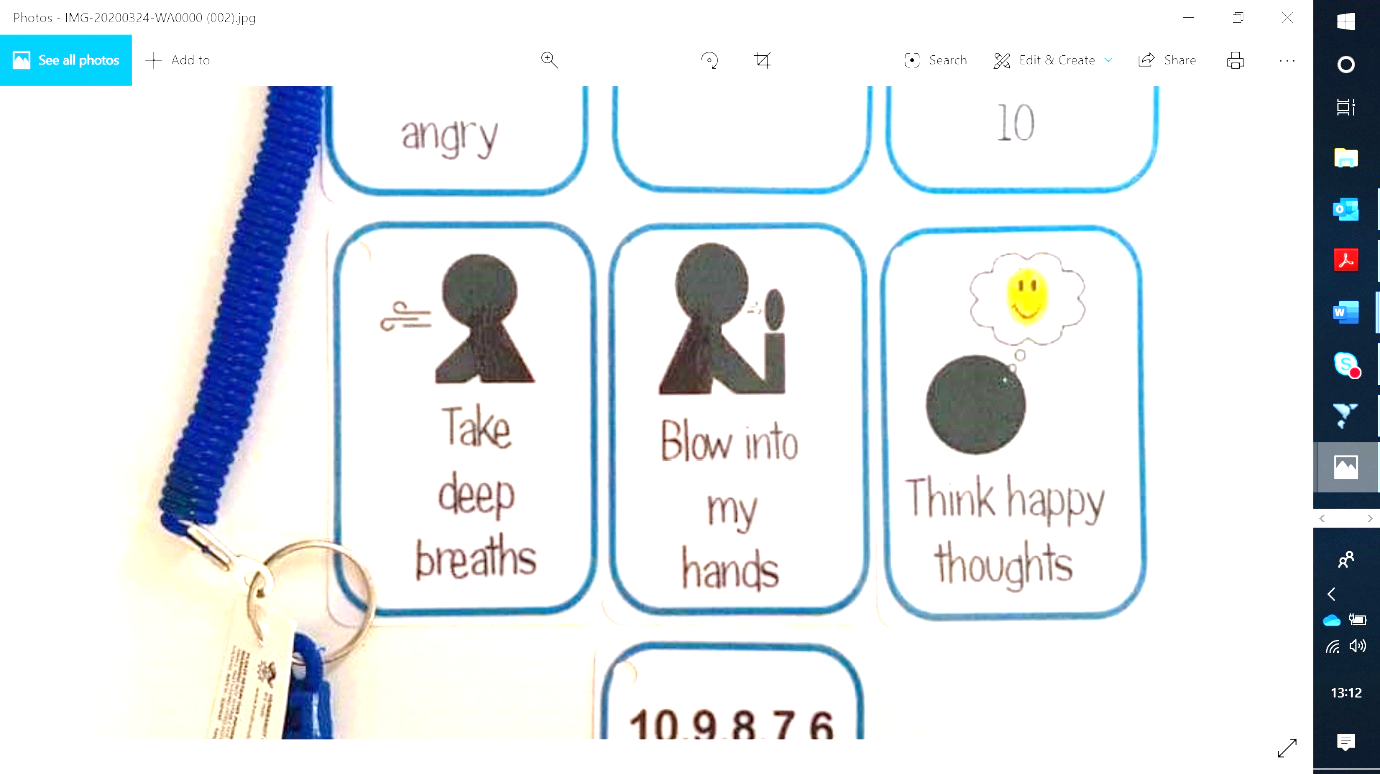 Photos - IMG-20200324-WA0000 (002).jpg
See all photos
Add to
Search
Edit & Create
Share
angry
10
Take
deep
breaths
Blow into
my
hands
Think happy
thoughts
10.9.8.7 6
13:12